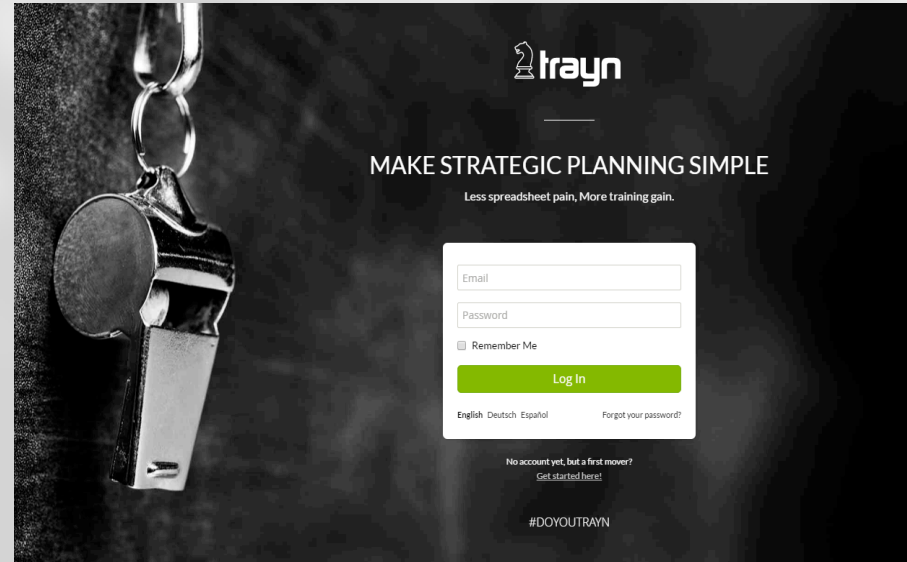 trayn
MAKE STRATEGIC PLANNING SIMPLE
Less spreadsheet pain, More training gain.
Email
Password
Remember Me
Log In
English Deutsch Español Forgot your password?
No account yet, but a first mover?
Get started here!
#DOYOUTRAYN